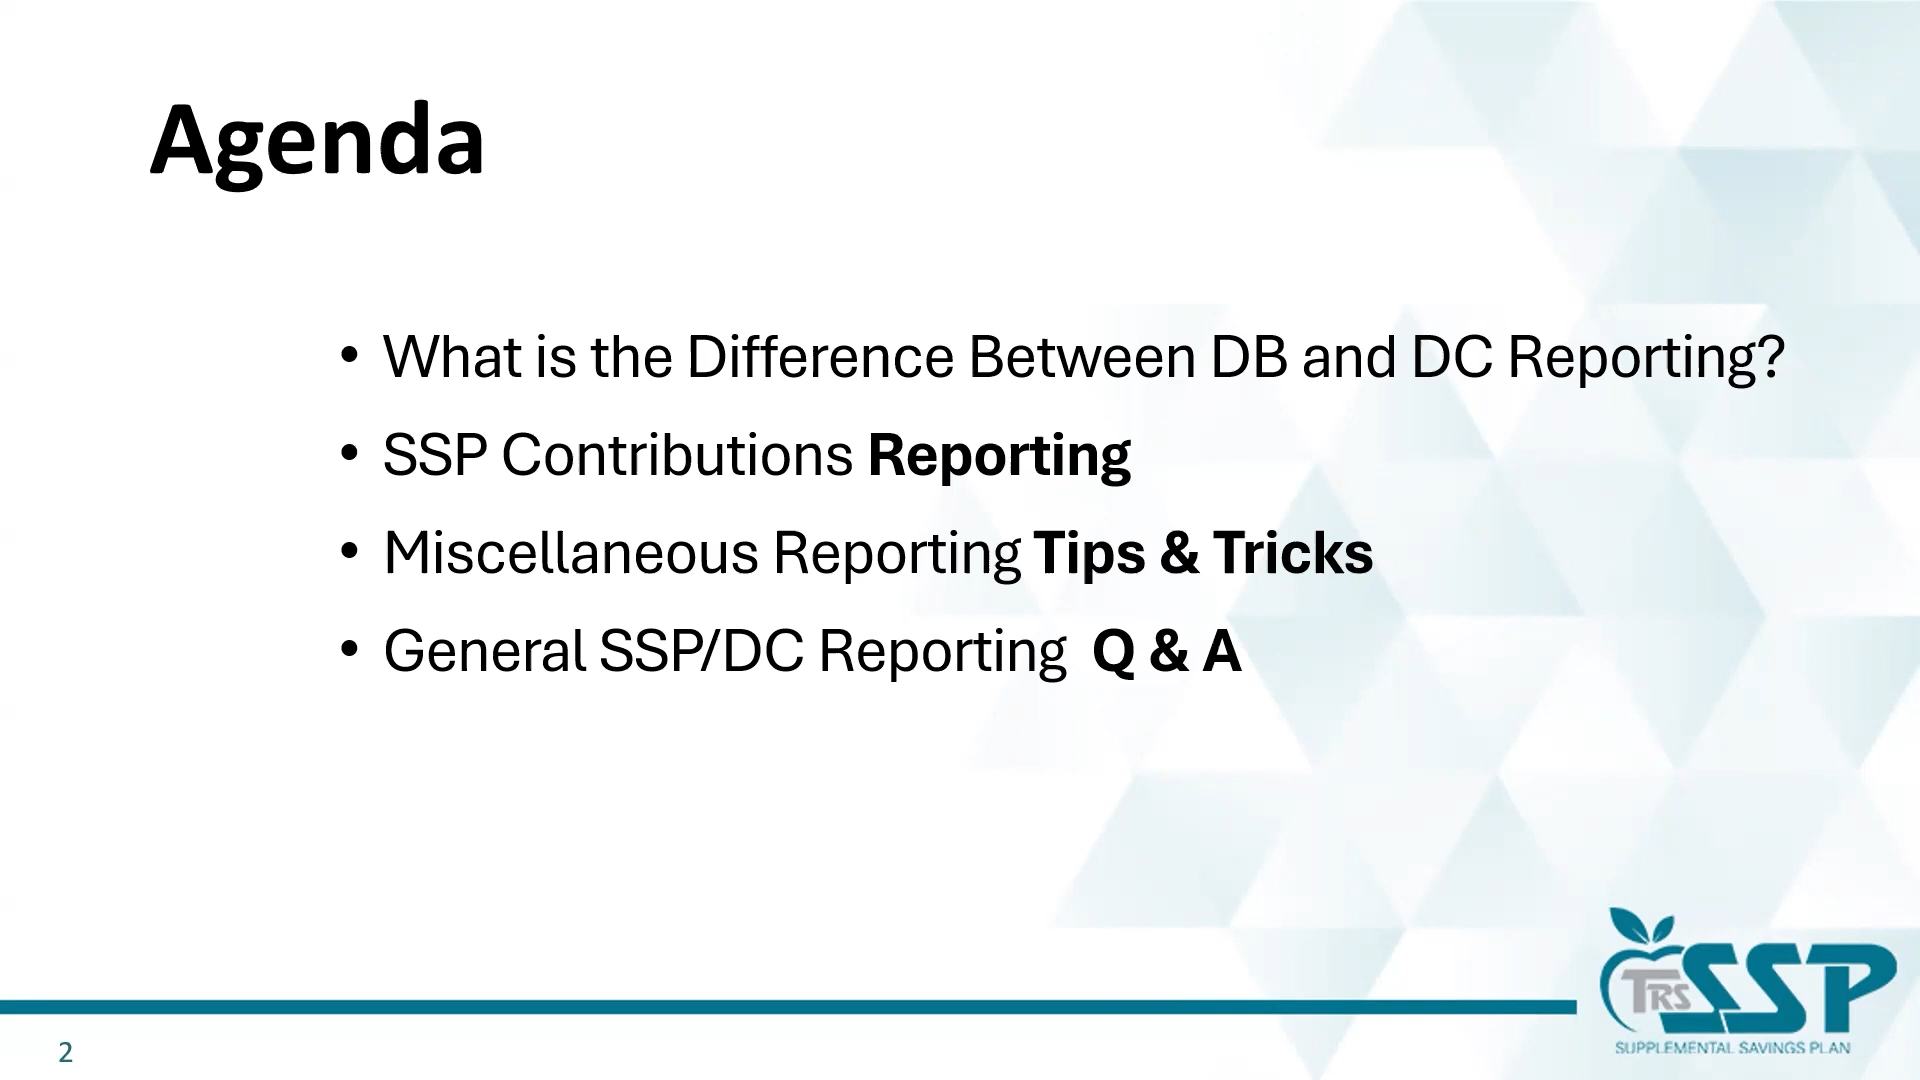 Agenda
• What is the Difference Between DB and DC Reporting?
• SSP Contributions Reporting
• Miscellaneous Reporting Tips & Tricks
• General SSP/DC Reporting  Q & A
TRS SSP
SUPPLEMENTAL SAVINGS PLAN
2